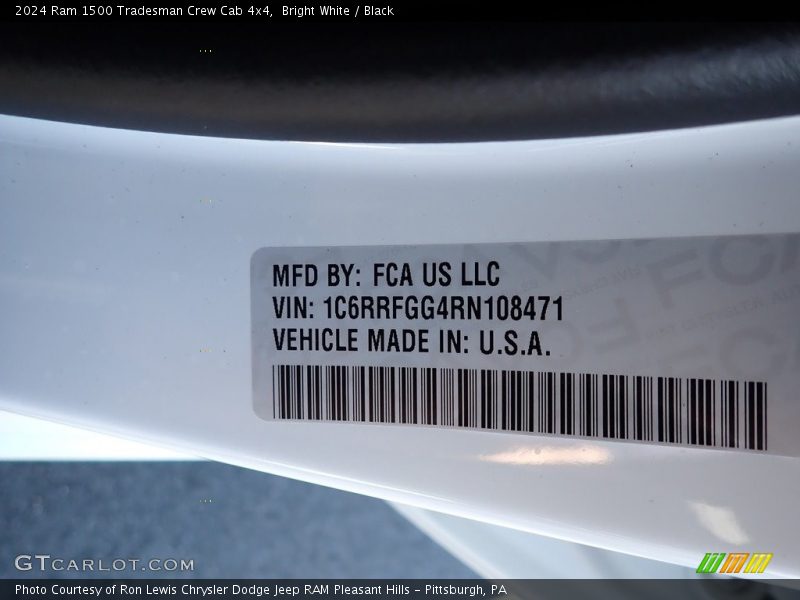 2024 Ram 1500 Tradesman Crew Cab 4x4, Bright White / Black
MFD BY: FCA US LLC
VIN: 1C6RRFGG4RN108471
VEHICLE MADE IN: U.S.A.
FCA
GTCARLOT.COM
Photo Courtesy of Ron Lewis Chrysler Dodge Jeep RAM Pleasant Hills - Pittsburgh, PA